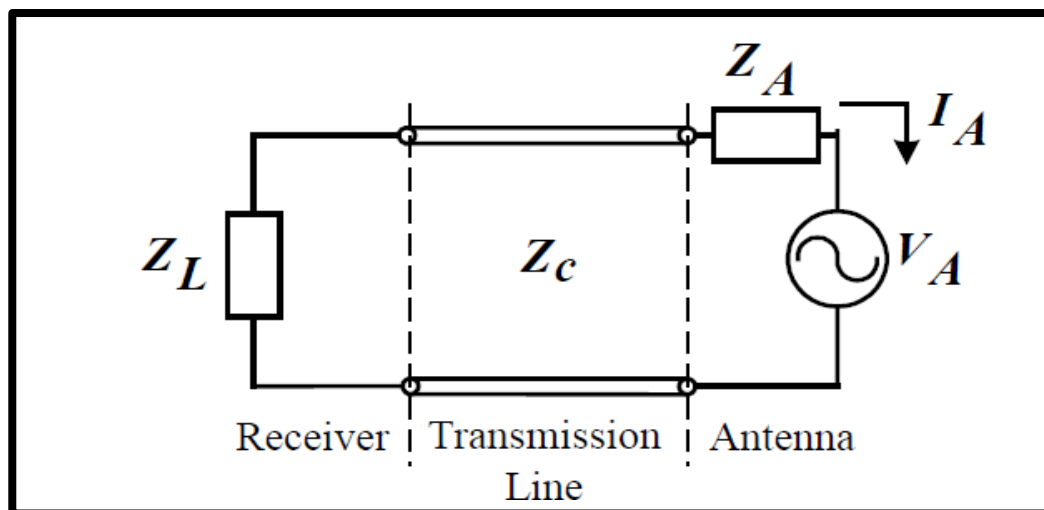 Z_A
I_A
Z_L
Z_c
V_A
Receiver
Transmission
Line
Antenna